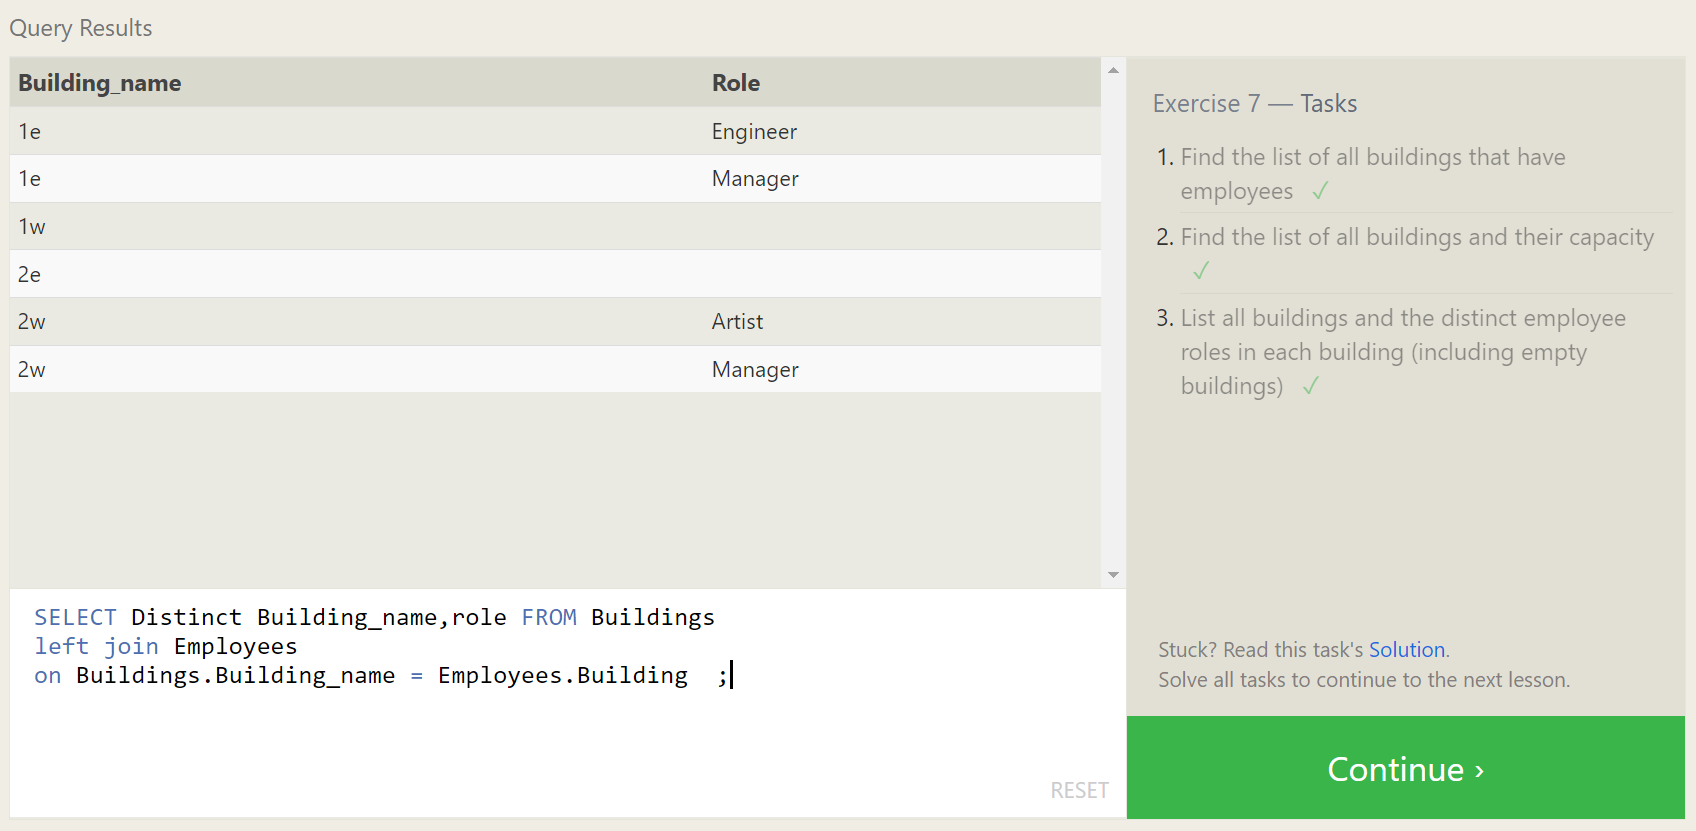 Query Results
Building_name Role
1e Engineer
1e Manager
1w
2e
2w Artist
2w Manager
SELECT Distinct Building_name,role FROM Buildings
left join Employees
on Buildings.Building_name = Employees.Building  ;
RESET
Exercise 7 — Tasks
1. Find the list of all buildings that have
employees ✓
2. Find the list of all buildings and their capacity
✓
3. List all buildings and the distinct employee
roles in each building (including empty
buildings) ✓
Stuck? Read this task's Solution.
Solve all tasks to continue to the next lesson.
Continue ›